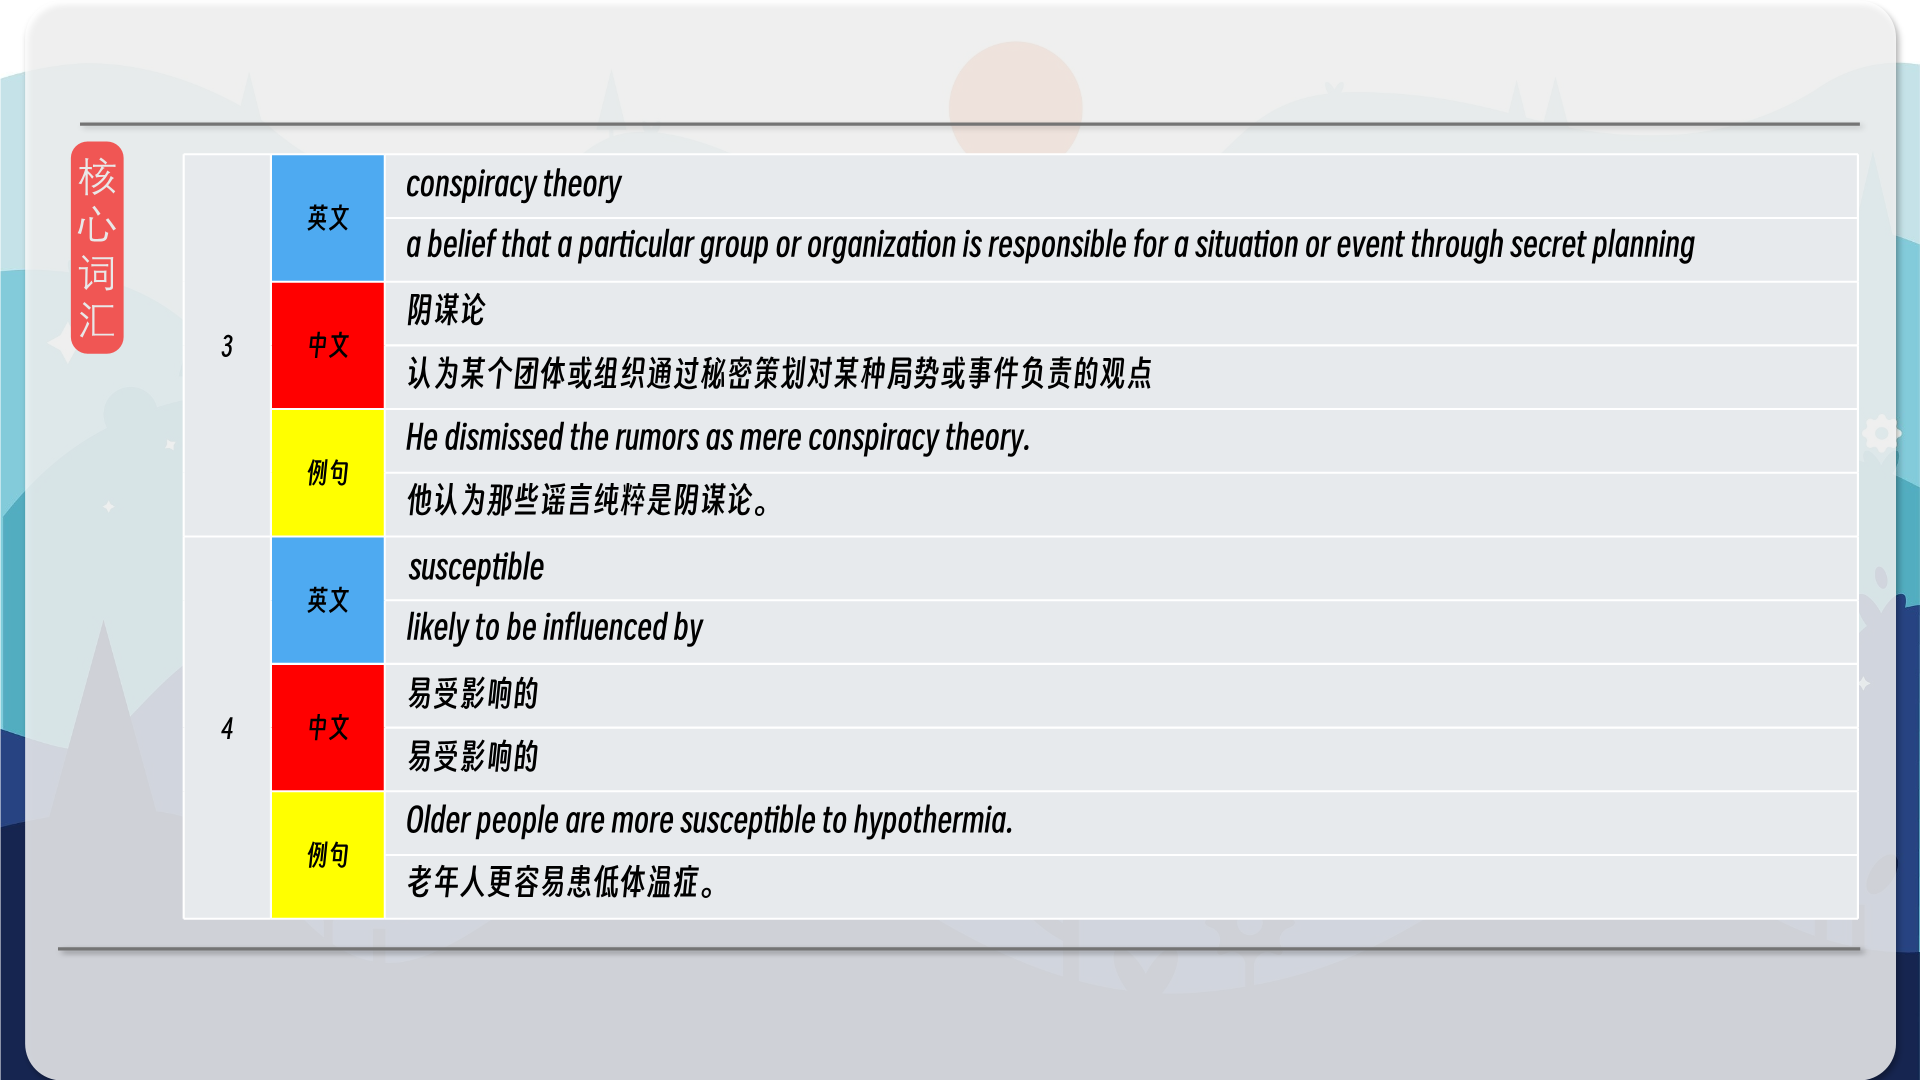 核
心
词
汇
3
英文
conspiracy theory
a belief that a particular group or organization is responsible for a situation or event through secret planning
中文
阴谋论
认为某个团体或组织通过秘密策划对某种局势或事件负责的观点
例句
He dismissed the rumors as mere conspiracy theory.
他认为那些谣言纯粹是阴谋论。
4
英文
susceptible
likely to be influenced by
中文
易受影响的
易受影响的
例句
Older people are more susceptible to hypothermia.
老年人更容易患低体温症。